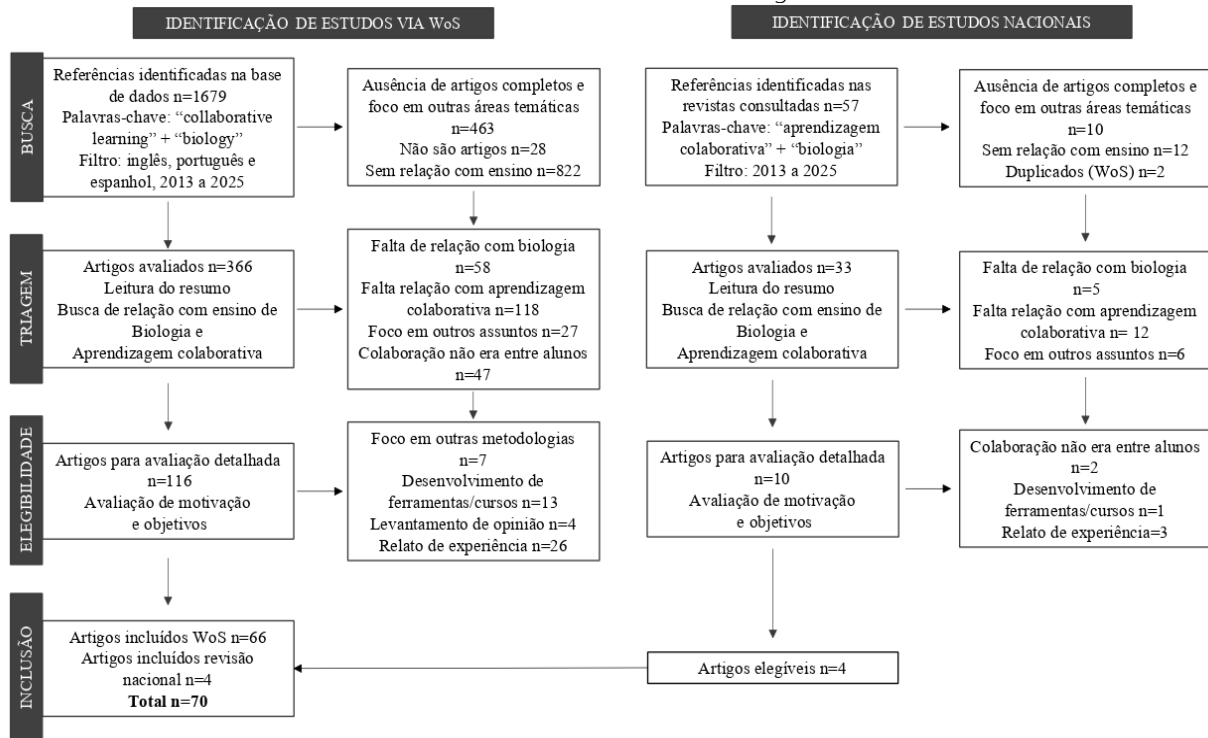 IDENTIFICAÇÃO DE ESTUDOS VIA WoS
BUSCA
Referências identificadas na base
de dados n=1679
Palavras-chave: “collaborative
learning” + “biology”
Filtro: inglês, português e
espanhol, 2013 a 2025
Ausência de artigos completos e
foco em outras áreas temáticas
n=463
Não são artigos n=28
Sem relação com ensino n=822
TRIAGEM
Artigos avaliados n=366
Leitura do resumo
Busca de relação com ensino de
Biologia e
Aprendizagem colaborativa
Falta de relação com biologia
n=58
Falta relação com aprendizagem
colaborativa n=118
Foco em outros assuntos n=27
Colaboração não era entre alunos
n=47
ELEGIBILIDADE
Artigos para avaliação detalhada
n=116
Avaliação de motivação
e objetivos
Foco em outras metodologias
n=7
Desenvolvimento de
ferramentas/cursos n=13
Levantamento de opinião n=4
Relato de experiência n=26
INCLUSÃO
Artigos incluídos WoS n=66
Artigos incluídos revisão
nacional n=4
Total n=70
IDENTIFICAÇÃO DE ESTUDOS NACIONAIS
Referências identificadas nas
revistas consultadas n=57
Palavras-chave: “aprendizagem
colaborativa” + “biologia”
Filtro: 2013 a 2025
Ausência de artigos completos e
foco em outras áreas temáticas
n=10
Sem relação com ensino n=12
Duplicados (WoS) n=2
Artigos avaliados n=33
Leitura do resumo
Busca de relação com ensino de
Biologia e
Aprendizagem colaborativa
Falta de relação com biologia
n=5
Falta relação com aprendizagem
colaborativa n= 12
Foco em outros assuntos n=6
Artigos para avaliação detalhada
n=10
Avaliação de motivação
e objetivos
Colaboração não era entre alunos
n=2
Desenvolvimento de
ferramentas/cursos n=1
Relato de experiência=3
Artigos elegíveis n=4